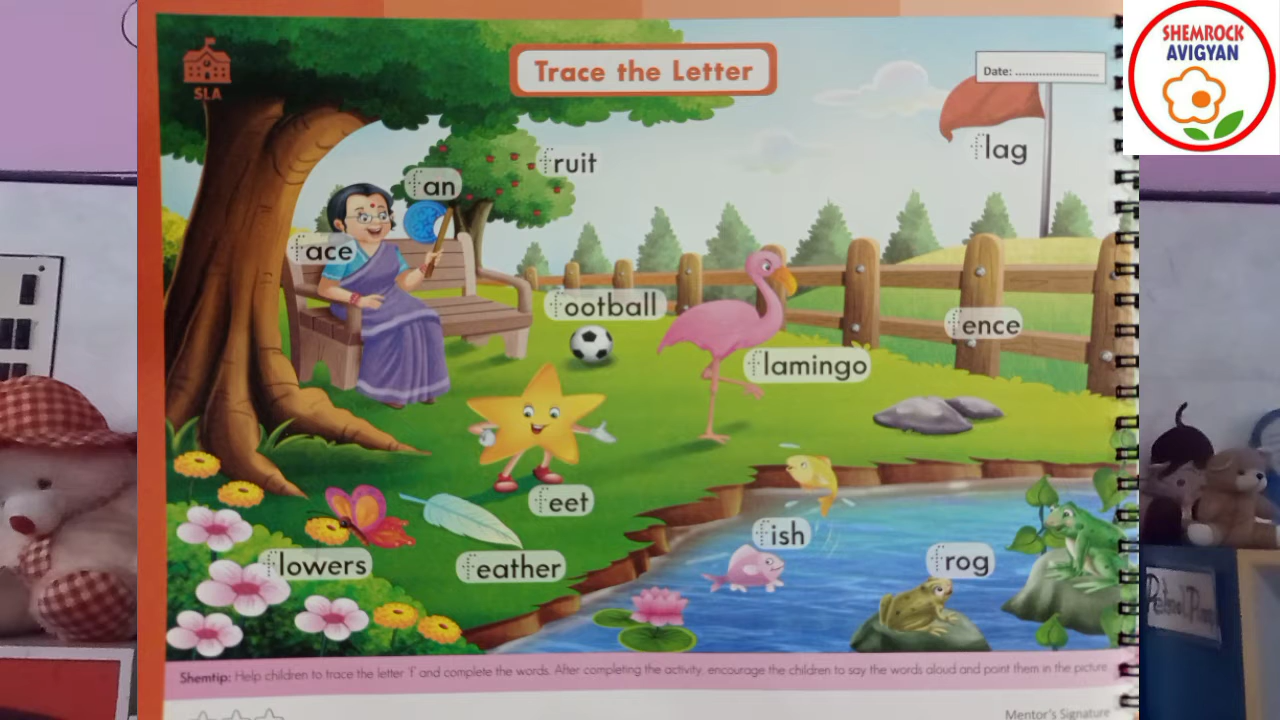 SHEMROCK
AVIGYAN
SLA
Trace the Letter
Date: ..............................
fruit
flag
fan
face
football
fence
flamingo
feet
fish
flowers
feather
frog
Shemtip: Help children to trace the letter 'f' and complete the words. After completing the activity, encourage the children to say the words aloud and point them in the picture.
Mentor's Signature